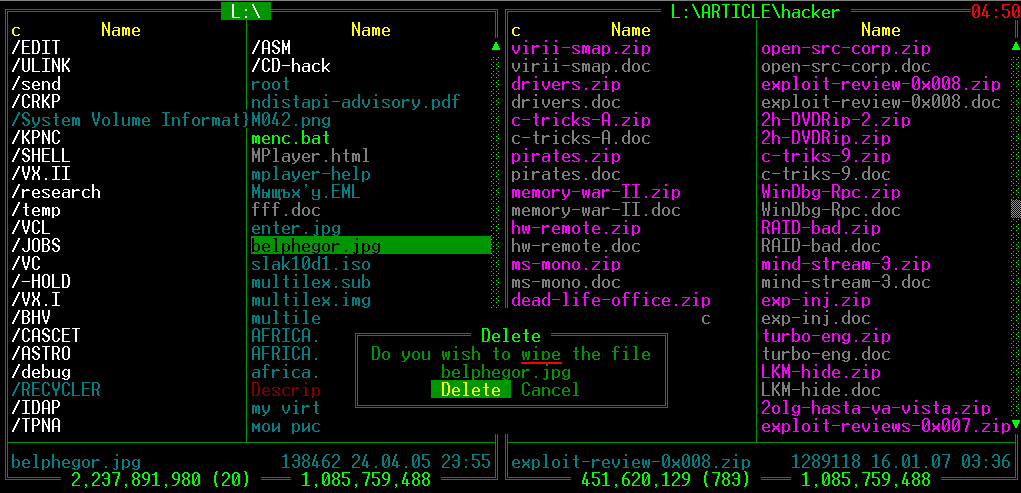 L:\
L:\ARTICLE\hacker
04:50
c Name Name
/EDIT
/ULINK
/send
/CRKP
/System Volume Informat
/KPNC
/SHELL
/VX.II
/research
/temp
/VCL
/JOBS
/VC
/-HOLD
/VX.I
/BHV
/CASCET
/ASTRO
/debug
/RECYCLER
/IDAP
/TPNA
/ASM
/CD-hack
root
ndistapi-advisory.pdf
M042.png
menc.bat
MPlayer.html
mplayer-help
Мыщъх'у.EML
fff.doc
enter.jpg
belphegor.jpg
slak10d1.iso
multilex.sub
multilex.img
multile
AFRICA.
AFRICA.
africa.
Descrip
my virt
мои рис
belphegor.jpg 138462 24.04.05 23:55
2,237,891,980 (20) 1,085,759,488
c Name Name
virii-smap.zip
virii-smap.doc
drivers.zip
drivers.doc
c-tricks-A.zip
c-tricks-A.doc
pirates.zip
pirates.doc
memory-war-II.zip
memory-war-II.doc
hw-remote.zip
hw-remote.doc
ms-mono.zip
ms-mono.doc
dead-life-office.zip
c
open-src-corp.zip
open-src-corp.doc
exploit-review-0x008.zip
exploit-review-0x008.doc
2h-DVDRip-2.zip
2h-DVDRip.zip
c-triks-9.zip
c-triks-9.doc
WinDbg-Rpc.zip
WinDbg-Rpc.doc
RAID-bad.zip
RAID-bad.doc
mind-stream-3.zip
mind-stream-3.doc
exp-inj.zip
exp-inj.doc
turbo-eng.zip
turbo-eng.doc
LKM-hide.zip
LKM-hide.doc
2olg-hasta-va-vista.zip
exploit-reviews-0x007.zip
exploit-review-0x008.zip 1289118 16.01.07 03:36
451,620,129 (783) 1,085,759,488
Delete
Do you wish to wipe the file
belphegor.jpg
Delete Cancel